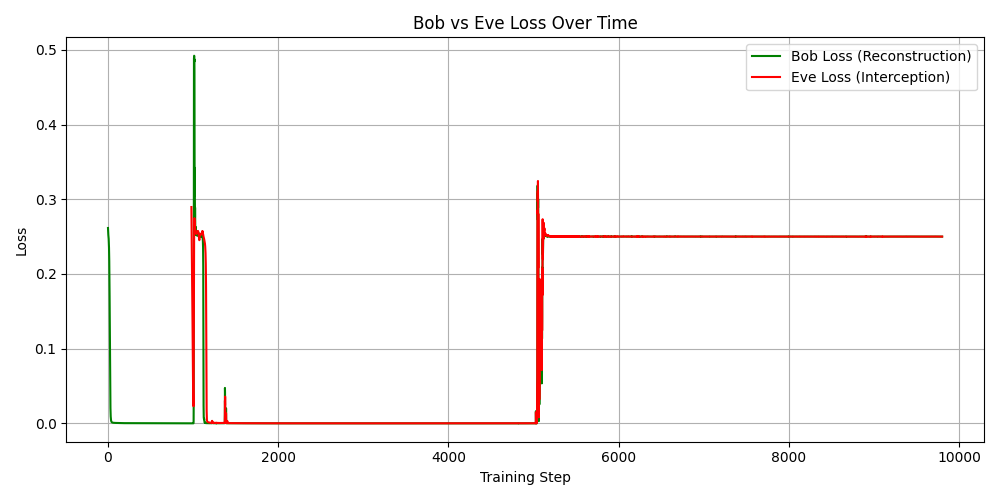 Bob vs Eve Loss Over Time
Bob Loss (Reconstruction)
Eve Loss (Interception)
Loss
0.5
0.4
0.3
0.2
0.1
0.0
0 2000 4000 6000 8000 10000
Training Step